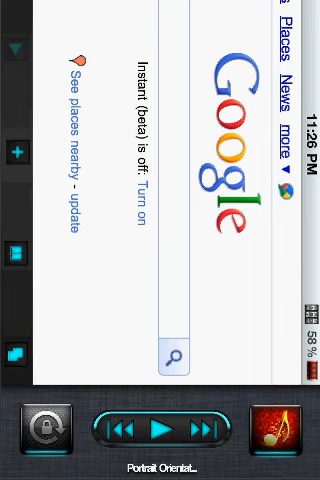 11:26 PM 58%
s Places News more ▼
Google
Instant (beta) is off: Turn on
See places nearby - update
Portrait Orientat...